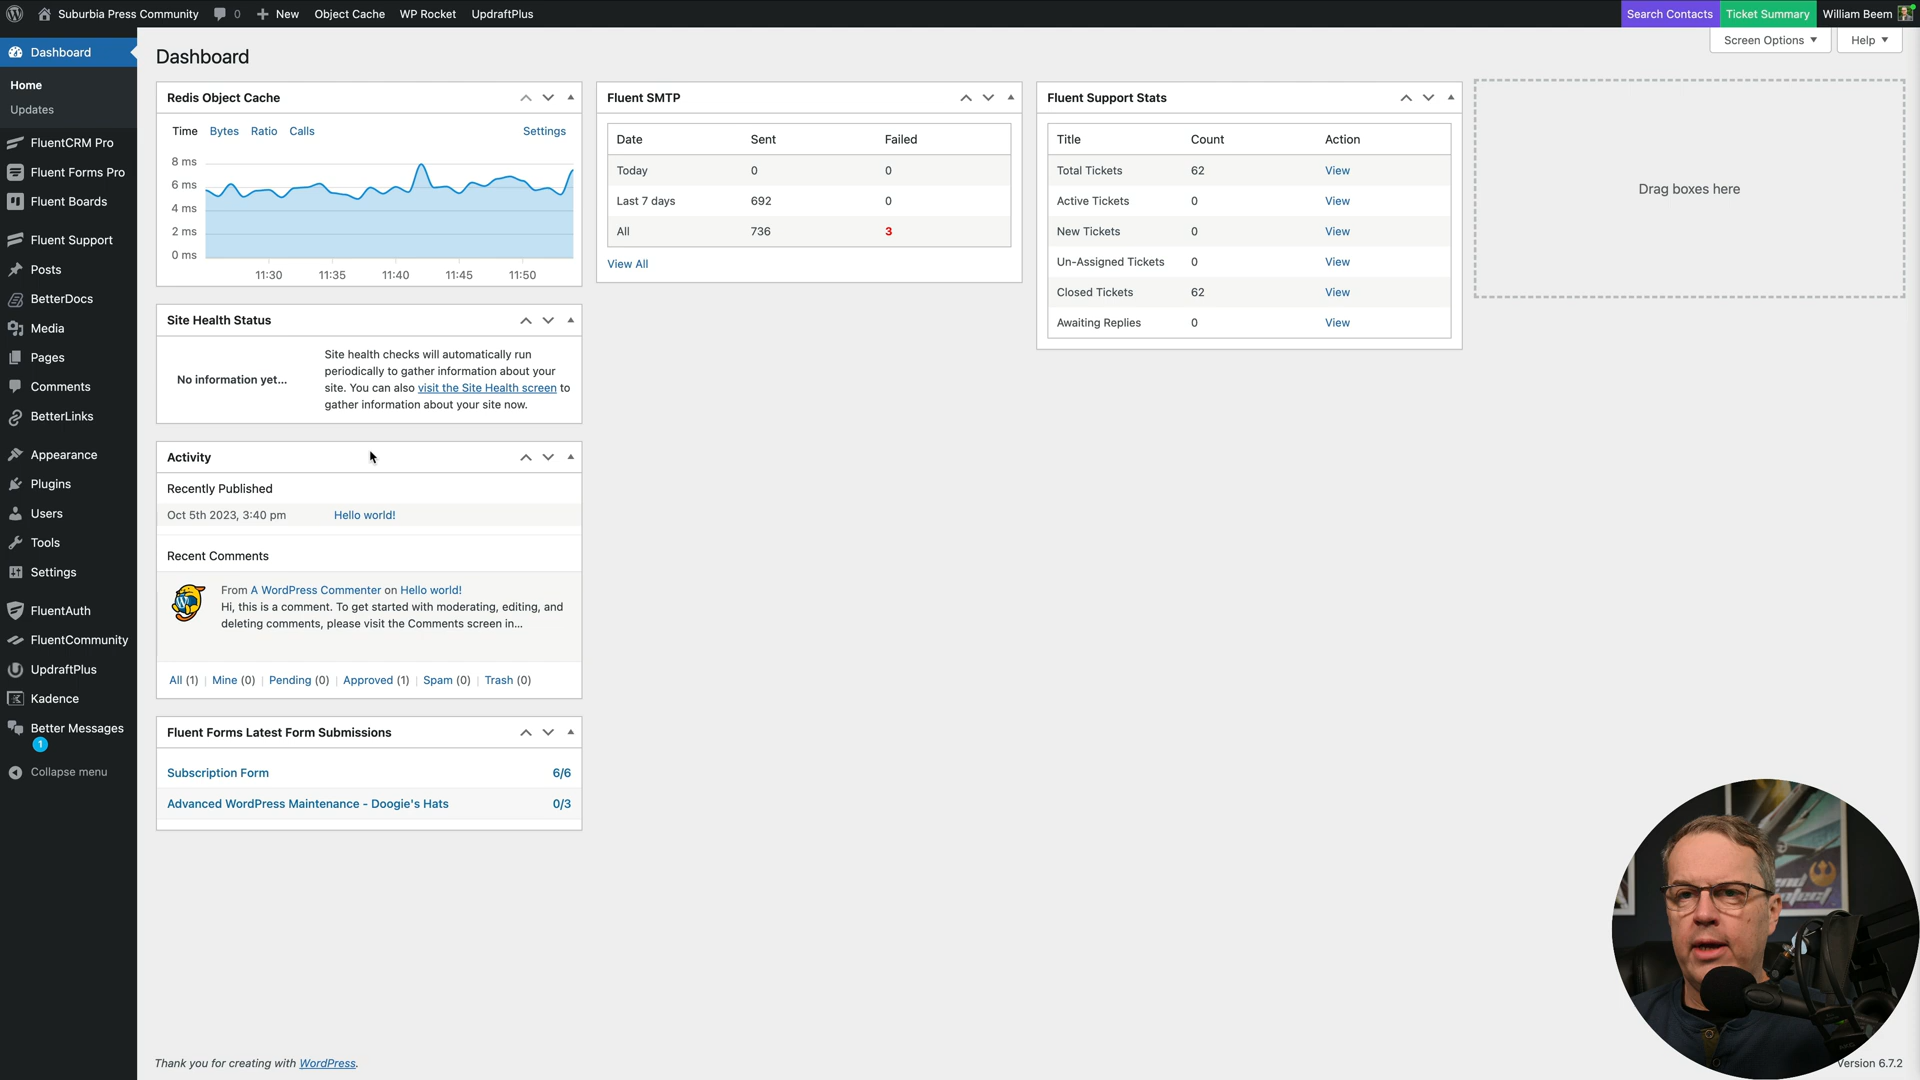 Suburbia Press Community
0
New
Object Cache
WP Rocket
UpdraftPlus
Search Contacts
Ticket Summary
William Beem
Dashboard
Home
Updates
FluentCRM Pro
Fluent Forms Pro
Fluent Boards
Fluent Support
Posts
BetterDocs
Media
Pages
Comments
BetterLinks
Appearance
Plugins
Users
Tools
Settings
FluentAuth
FluentCommunity
UpdraftPlus
Kadence
Better Messages
1
Collapse menu
Dashboard
Screen Options
Help
Redis Object Cache
Time Bytes Ratio Calls Settings
8 ms
6 ms
4 ms
2 ms
0 ms
11:30 11:35 11:40 11:45 11:50
Site Health Status
No information yet...
Site health checks will automatically run
periodically to gather information about your
site. You can also visit the Site Health screen to
gather information about your site now.
Activity
Recently Published
Oct 5th 2023, 3:40 pm Hello world!
Recent Comments
From A WordPress Commenter on Hello world!
Hi, this is a comment. To get started with moderating, editing, and
deleting comments, please visit the Comments screen in...
All (1) | Mine (0) | Pending (0) | Approved (1) | Spam (0) | Trash (0)
Fluent Forms Latest Form Submissions
Subscription Form 6/6
Advanced WordPress Maintenance - Doogie's Hats 0/3
Fluent SMTP
Date Sent Failed
Today 0 0
Last 7 days 692 0
All 736 3
View All
Fluent Support Stats
Title Count Action
Total Tickets 62 View
Active Tickets 0 View
New Tickets 0 View
Un-Assigned Tickets 0 View
Closed Tickets 62 View
Awaiting Replies 0 View
Drag boxes here
Thank you for creating with WordPress.
Version 6.7.2